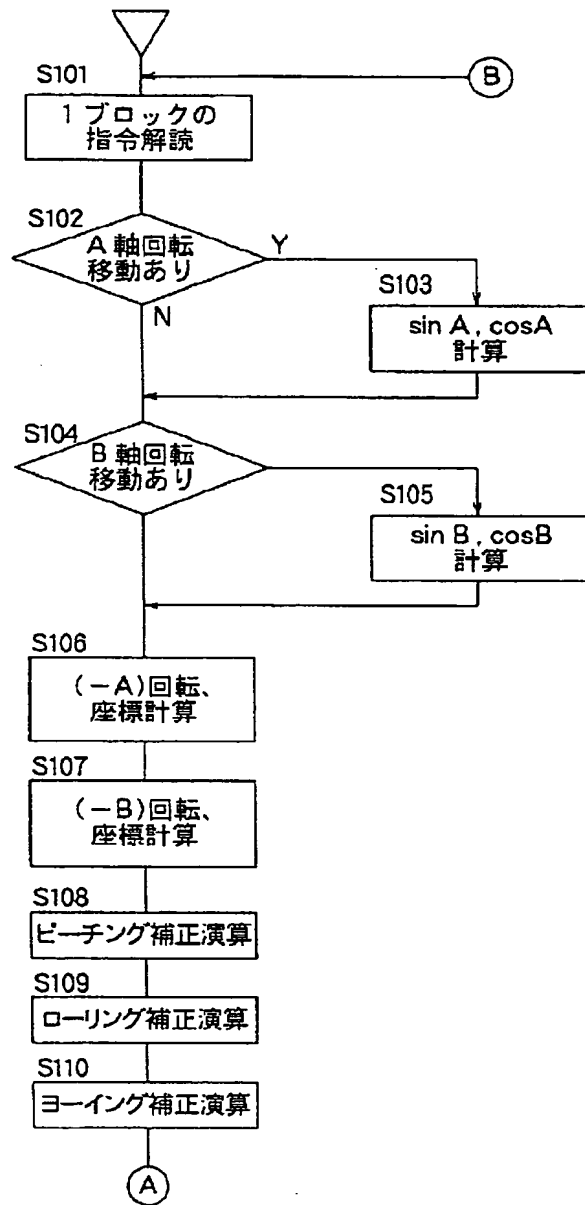 S101
B
1 ブロックの
指令解読
S102
A 軸回転
移動あり
Y
N
S103
sin A , cosA
計算
S104
B 軸回転
移動あり
S105
sin B , cosB
計算
S106
(－A)回転、
座標計算
S107
(－B)回転、
座標計算
S108
ピーチング補正演算
S109
ローリング補正演算
S110
ヨーイング補正演算
A